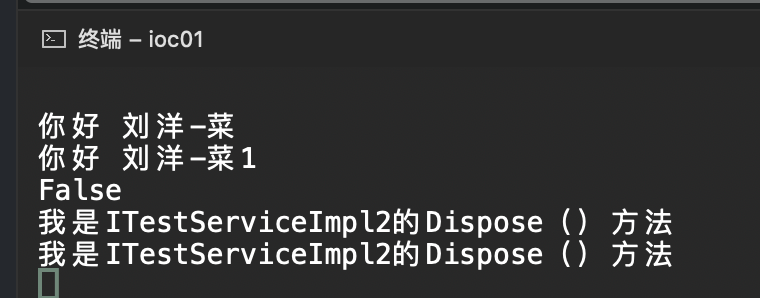 终端 – ioc01
你好 刘洋-菜
你好 刘洋-菜1
False
我是ITestServiceImpl2的Dispose () 方法
我是ITestServiceImpl2的Dispose () 方法